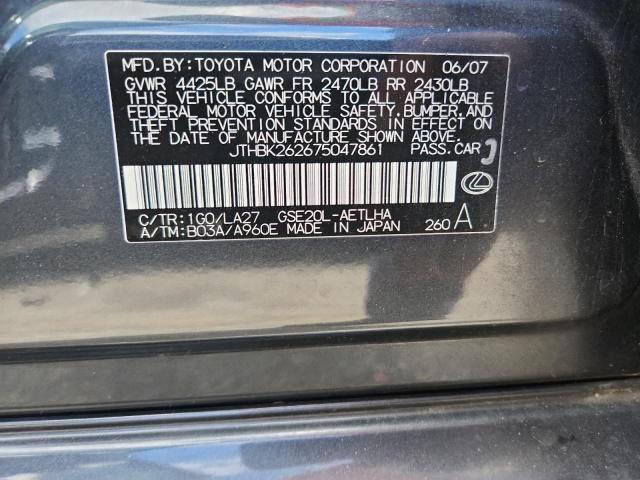 MFD. BY: TOYOTA MOTOR CORPORATION 06/07
GVWR 4425LB GAWR FR 2470LB RR 2430LB
THIS VEHICLE CONFORMS TO ALL APPLICABLE
FEDERAL MOTOR VEHICLE SAFETY, BUMPER, AND
THEFT PREVENTION STANDARDS IN EFFECT ON
THE DATE OF MANUFACTURE SHOWN ABOVE.
JTHBK262675047861 PASS.CAR
C/TR: 1G0/LA27 GSE20L-AETLHA
A/TM: B03A/A960E MADE IN JAPAN 260 A